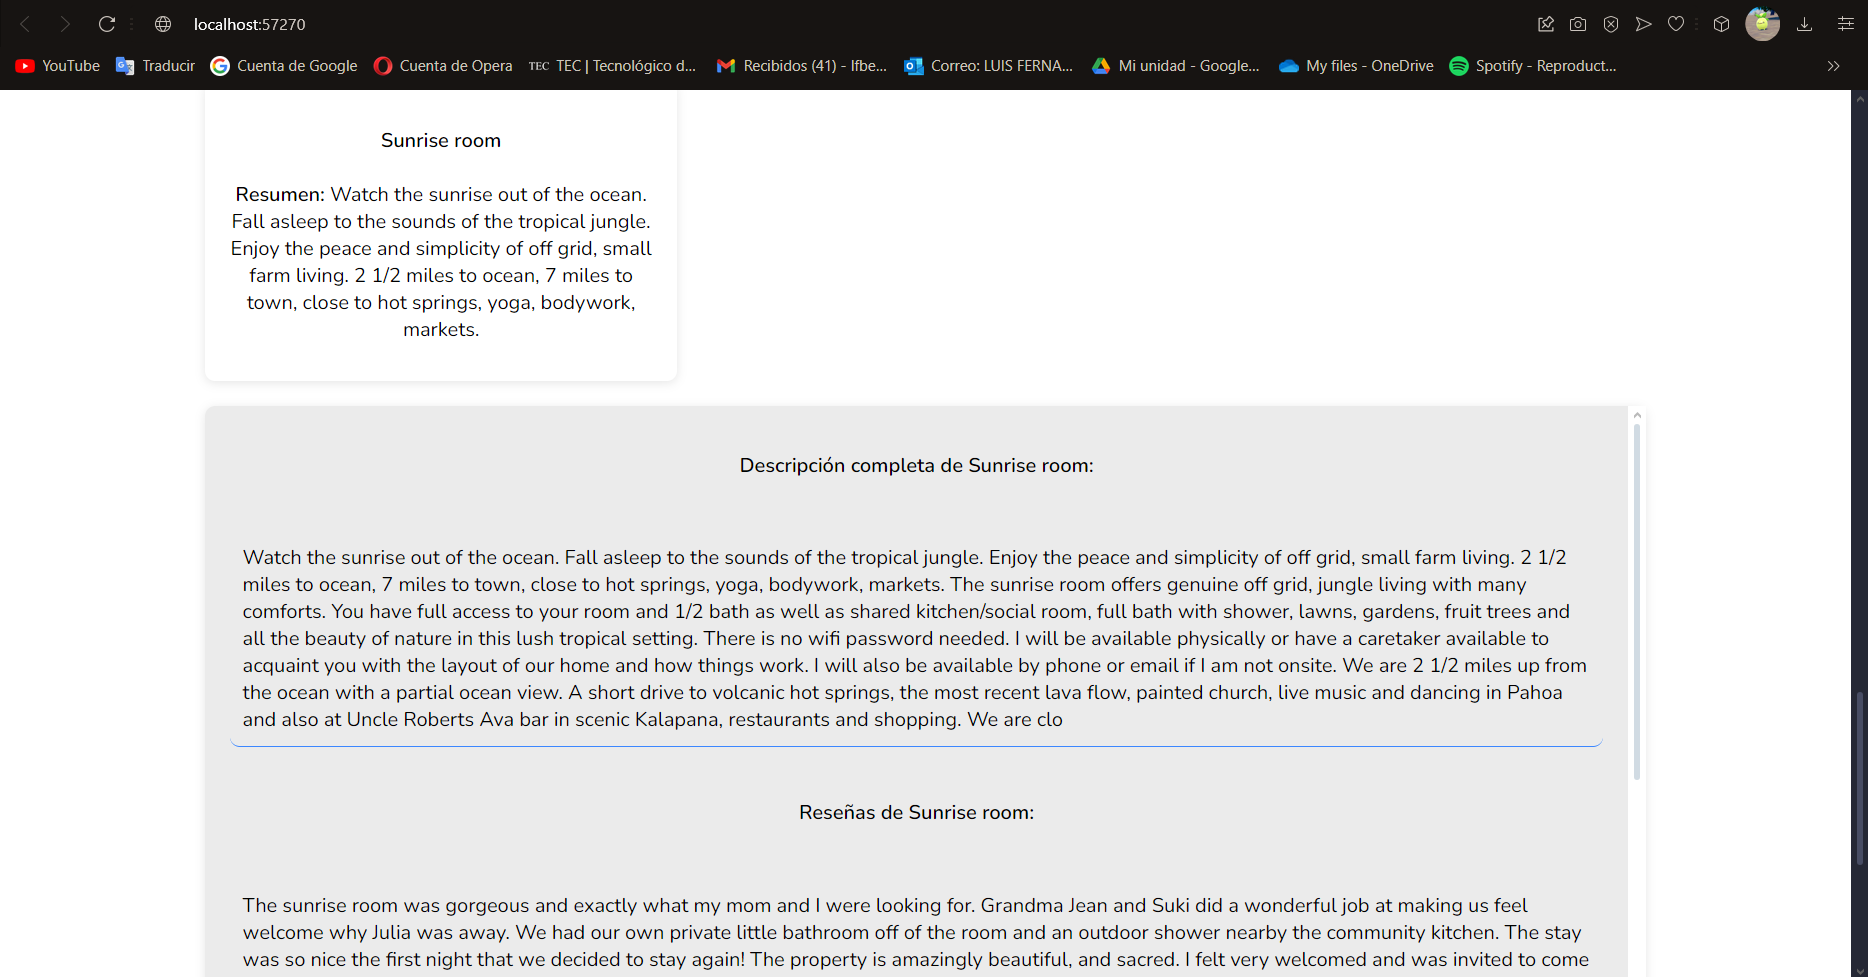 localhost:57270
YouTube
Traducir
Cuenta de Google
Cuenta de Opera
TEC TEC | Tecnológico d...
Recibidos (41) - lfbe...
Correo: LUIS FERNA...
Mi unidad - Google...
My files - OneDrive
Spotify - Reproduct...
Sunrise room
Resumen: Watch the sunrise out of the ocean.
Fall asleep to the sounds of the tropical jungle.
Enjoy the peace and simplicity of off grid, small
farm living. 2 1/2 miles to ocean, 7 miles to
town, close to hot springs, yoga, bodywork,
markets.
Descripción completa de Sunrise room:
Watch the sunrise out of the ocean. Fall asleep to the sounds of the tropical jungle. Enjoy the peace and simplicity of off grid, small farm living. 2 1/2
miles to ocean, 7 miles to town, close to hot springs, yoga, bodywork, markets. The sunrise room offers genuine off grid, jungle living with many
comforts. You have full access to your room and 1/2 bath as well as shared kitchen/social room, full bath with shower, lawns, gardens, fruit trees and
all the beauty of nature in this lush tropical setting. There is no wifi password needed. I will be available physically or have a caretaker available to
acquaint you with the layout of our home and how things work. I will also be available by phone or email if I am not onsite. We are 2 1/2 miles up from
the ocean with a partial ocean view. A short drive to volcanic hot springs, the most recent lava flow, painted church, live music and dancing in Pahoa
and also at Uncle Roberts Ava bar in scenic Kalapana, restaurants and shopping. We are clo
Reseñas de Sunrise room:
The sunrise room was gorgeous and exactly what my mom and I were looking for. Grandma Jean and Suki did a wonderful job at making us feel
welcome why Julia was away. We had our own private little bathroom off of the room and an outdoor shower nearby the community kitchen. The stay
was so nice the first night that we decided to stay again! The property is amazingly beautiful, and sacred. I felt very welcomed and was invited to come